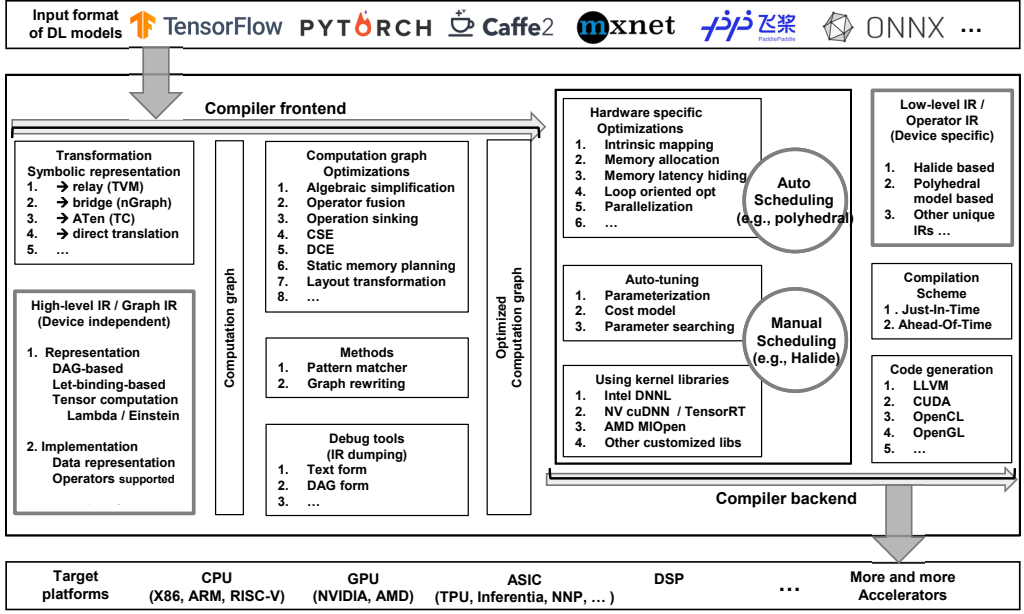 Input format
of DL models
TensorFlow
PYTORCH
Caffe2
mxnet
飞桨
PaddlePaddle
ONNX
...
Compiler frontend
Transformation
Symbolic representation
1. → relay (TVM)
2. → bridge (nGraph)
3. → ATen (TC)
4. → direct translation
5. ...
High-level IR / Graph IR
(Device independent)
1. Representation
DAG-based
Let-binding-based
Tensor computation
Lambda / Einstein
2. Implementation
Data representation
Operators supported
Computation graph
Computation graph
Optimizations
1. Algebraic simplification
2. Operator fusion
3. Operation sinking
4. CSE
5. DCE
6. Static memory planning
7. Layout transformation
8. ...
Methods
1. Pattern matcher
2. Graph rewriting
Debug tools
(IR dumping)
1. Text form
2. DAG form
3. ...
Optimized
Computation graph
Hardware specific
Optimizations
1. Intrinsic mapping
2. Memory allocation
3. Memory latency hiding
4. Loop oriented opt
5. Parallelization
6. ...
Auto
Scheduling
(e.g., polyhedral)
Auto-tuning
1. Parameterization
2. Cost model
3. Parameter searching
Manual
Scheduling
(e.g., Halide)
Using kernel libraries
1. Intel DNNL
2. NV cuDNN / TensorRT
3. AMD MIOpen
4. Other customized libs
Low-level IR /
Operator IR
(Device specific)
1. Halide based
2. Polyhedral
model based
3. Other unique
IRs ...
Compilation
Scheme
1 . Just-In-Time
2. Ahead-Of-Time
Code generation
1. LLVM
2. CUDA
3. OpenCL
4. OpenGL
5. ...
Compiler backend
Target
platforms
CPU
(X86, ARM, RISC-V)
GPU
(NVIDIA, AMD)
ASIC
(TPU, Inferentia, NNP, ... )
DSP
...
More and more
Accelerators